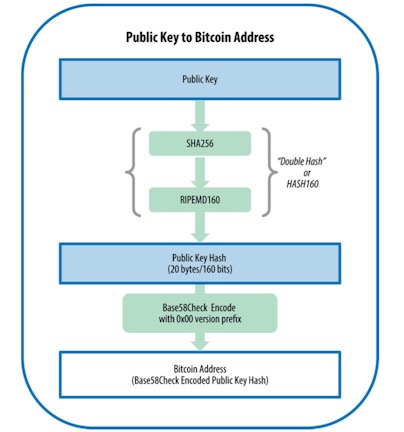 Public Key to Bitcoin Address
Public Key
SHA256
"Double Hash"
or
HASH160
RIPEMD160
Public Key Hash
(20 bytes/160 bits)
Base58Check Encode
with 0x00 version prefix
Bitcoin Address
(Base58Check Encoded Public Key Hash)